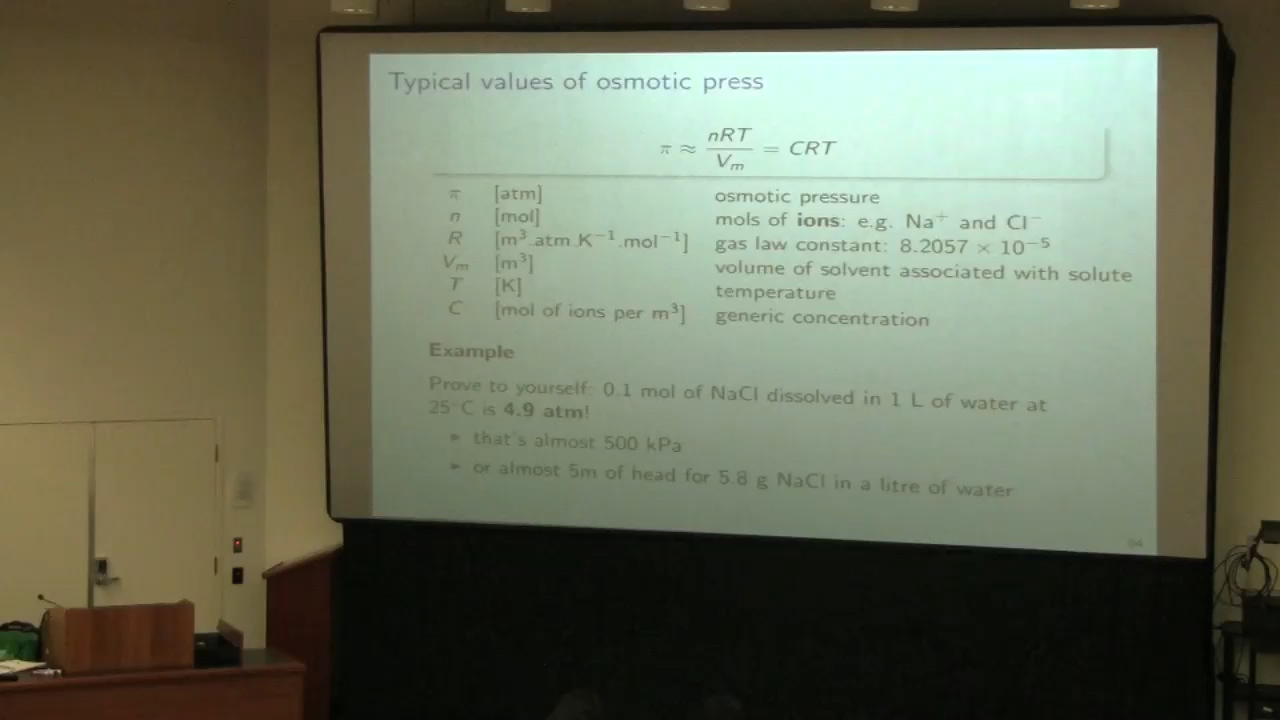 Typical values of osmotic press
π ≈ nRT / V_m = CRT
π [atm] osmotic pressure
n [mol] mols of ions: e.g. Na⁺ and Cl⁻
R [m³.atm.K⁻¹.mol⁻¹] gas law constant: 8.2057 × 10⁻⁵
V_m [m³] volume of solvent associated with solute
T [K] temperature
C [mol of ions per m³] generic concentration
Example
Prove to yourself: 0.1 mol of NaCl dissolved in 1 L of water at
25°C is 4.9 atm!
► that's almost 500 kPa
► or almost 5m of head for 5.8 g NaCl in a litre of water